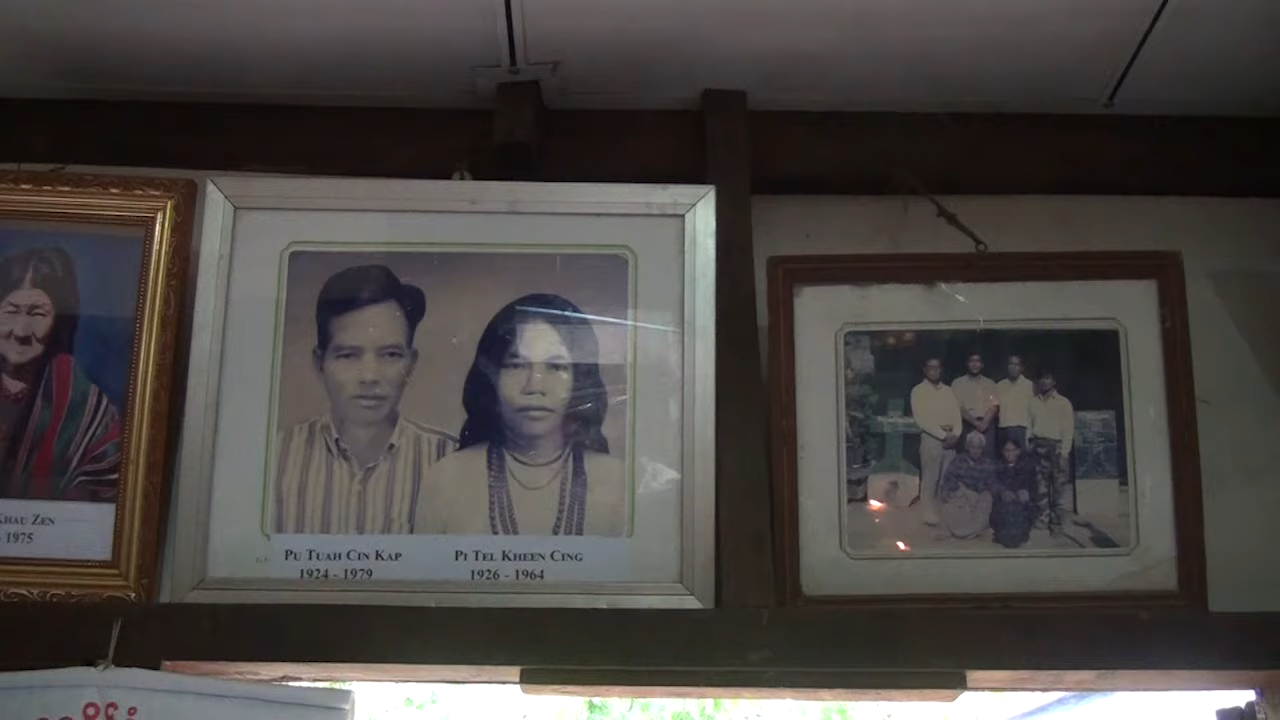 Khau Zen
- 1975
Pu Tuah Cin Kap
Pi Tel Kheen Cing
1924 - 1979
1926 - 1964